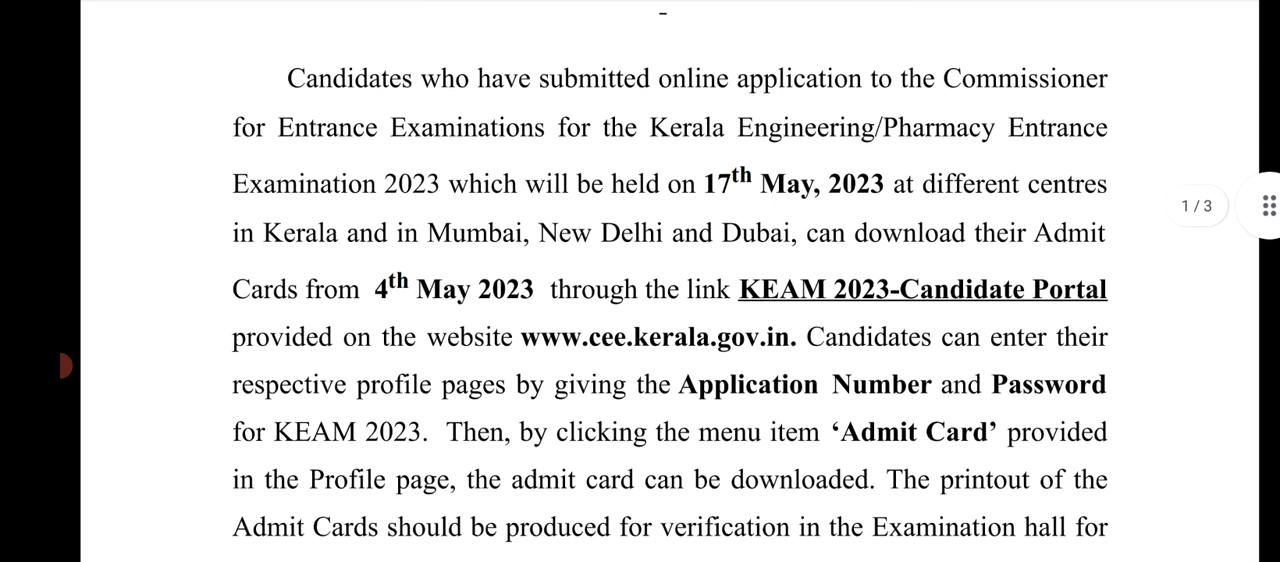 -
Candidates who have submitted online application to the Commissioner
for Entrance Examinations for the Kerala Engineering/Pharmacy Entrance
Examination 2023 which will be held on 17th May, 2023 at different centres
in Kerala and in Mumbai, New Delhi and Dubai, can download their Admit
Cards from 4th May 2023 through the link KEAM 2023-Candidate Portal
provided on the website www.cee.kerala.gov.in. Candidates can enter their
respective profile pages by giving the Application Number and Password
for KEAM 2023. Then, by clicking the menu item ‘Admit Card’ provided
in the Profile page, the admit card can be downloaded. The printout of the
Admit Cards should be produced for verification in the Examination hall for
1 / 3